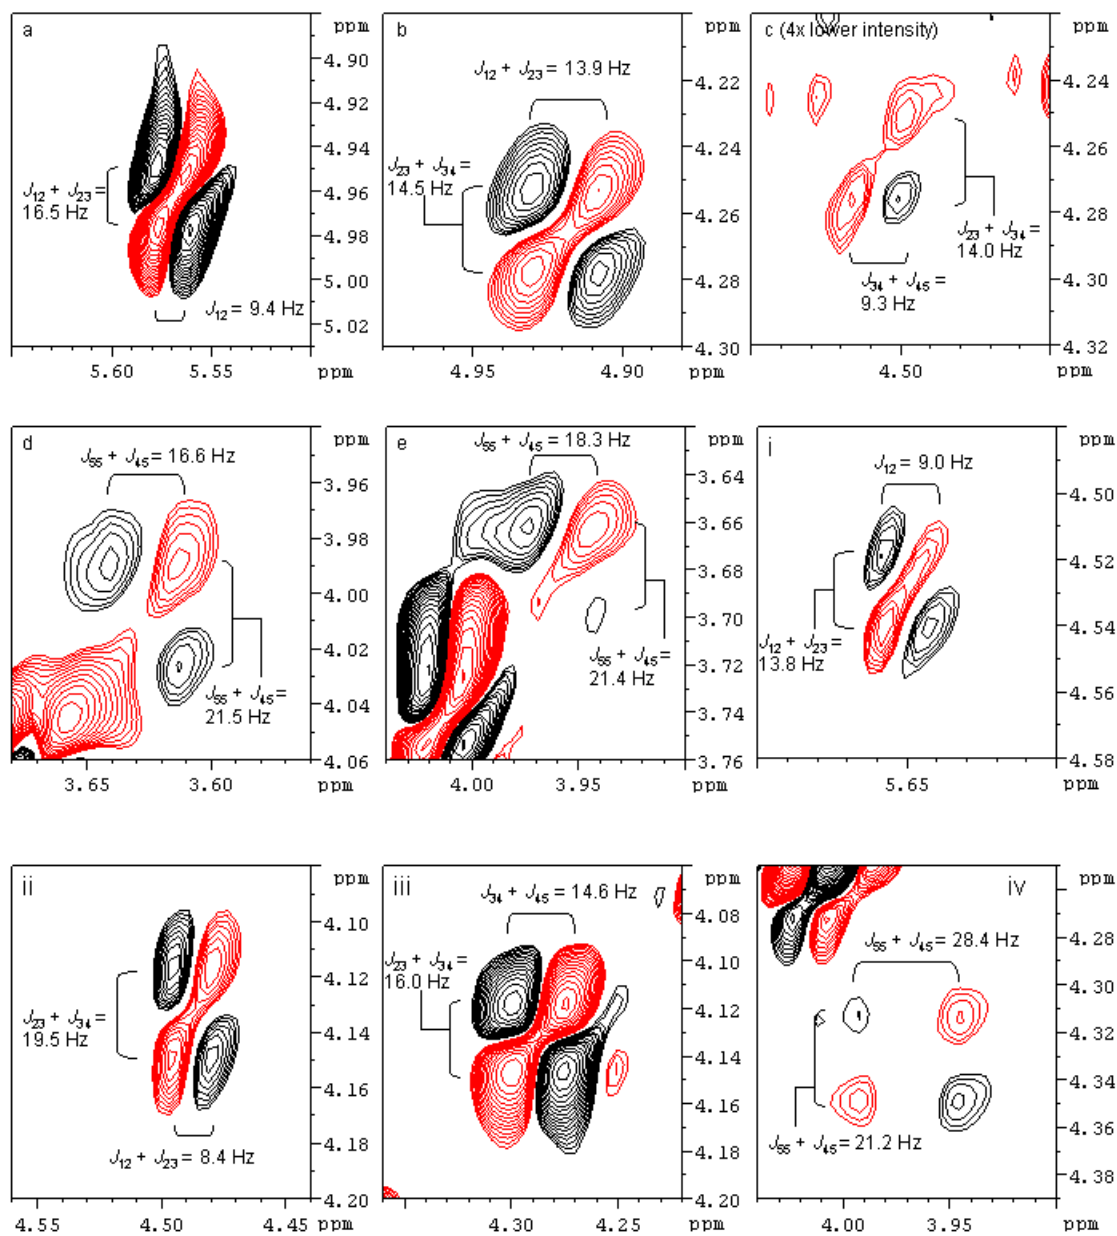 a
4.90
4.92
4.94
4.96
4.98
5.00
5.02
ppm
5.60
5.55
ppm
J12 + J23=
16.5 Hz
J12 = 9.4 Hz
b
J12 + J23 = 13.9 Hz
J23 + J34 =
14.5 Hz
4.22
4.24
4.26
4.28
4.30
ppm
4.95
4.90
ppm
c (4x lower intensity)
4.24
4.26
4.28
4.30
4.32
ppm
4.50
ppm
J23 + J34 =
14.0 Hz
J34 + J45 =
9.3 Hz
d
J55 + J45 = 16.6 Hz
ppm
3.96
3.98
4.00
4.02
4.04
4.06
J55 + J45 =
21.5 Hz
3.65
3.60
ppm
e
J55 + J45 = 18.3 Hz
ppm
3.64
3.66
3.68
3.70
3.72
3.74
3.76
J55 + J45 =
21.4 Hz
4.00
3.95
ppm
i
J12 = 9.0 Hz
ppm
4.50
4.52
4.54
4.56
4.58
J12 + J23 =
13.8 Hz
5.65
ppm
ii
ppm
4.10
4.12
4.14
4.16
4.18
4.20
J23 + J34 =
19.5 Hz
J12 + J23 = 8.4 Hz
4.55
4.50
4.45
ppm
iii
J34 + J45 = 14.6 Hz
J23 + J34 =
16.0 Hz
ppm
4.08
4.10
4.12
4.14
4.16
4.18
4.20
4.30
4.25
ppm
iv
J55 + J45 = 28.4 Hz
ppm
4.28
4.30
4.32
4.34
4.36
4.38
J55 + J45 = 21.2 Hz
4.00
3.95
ppm